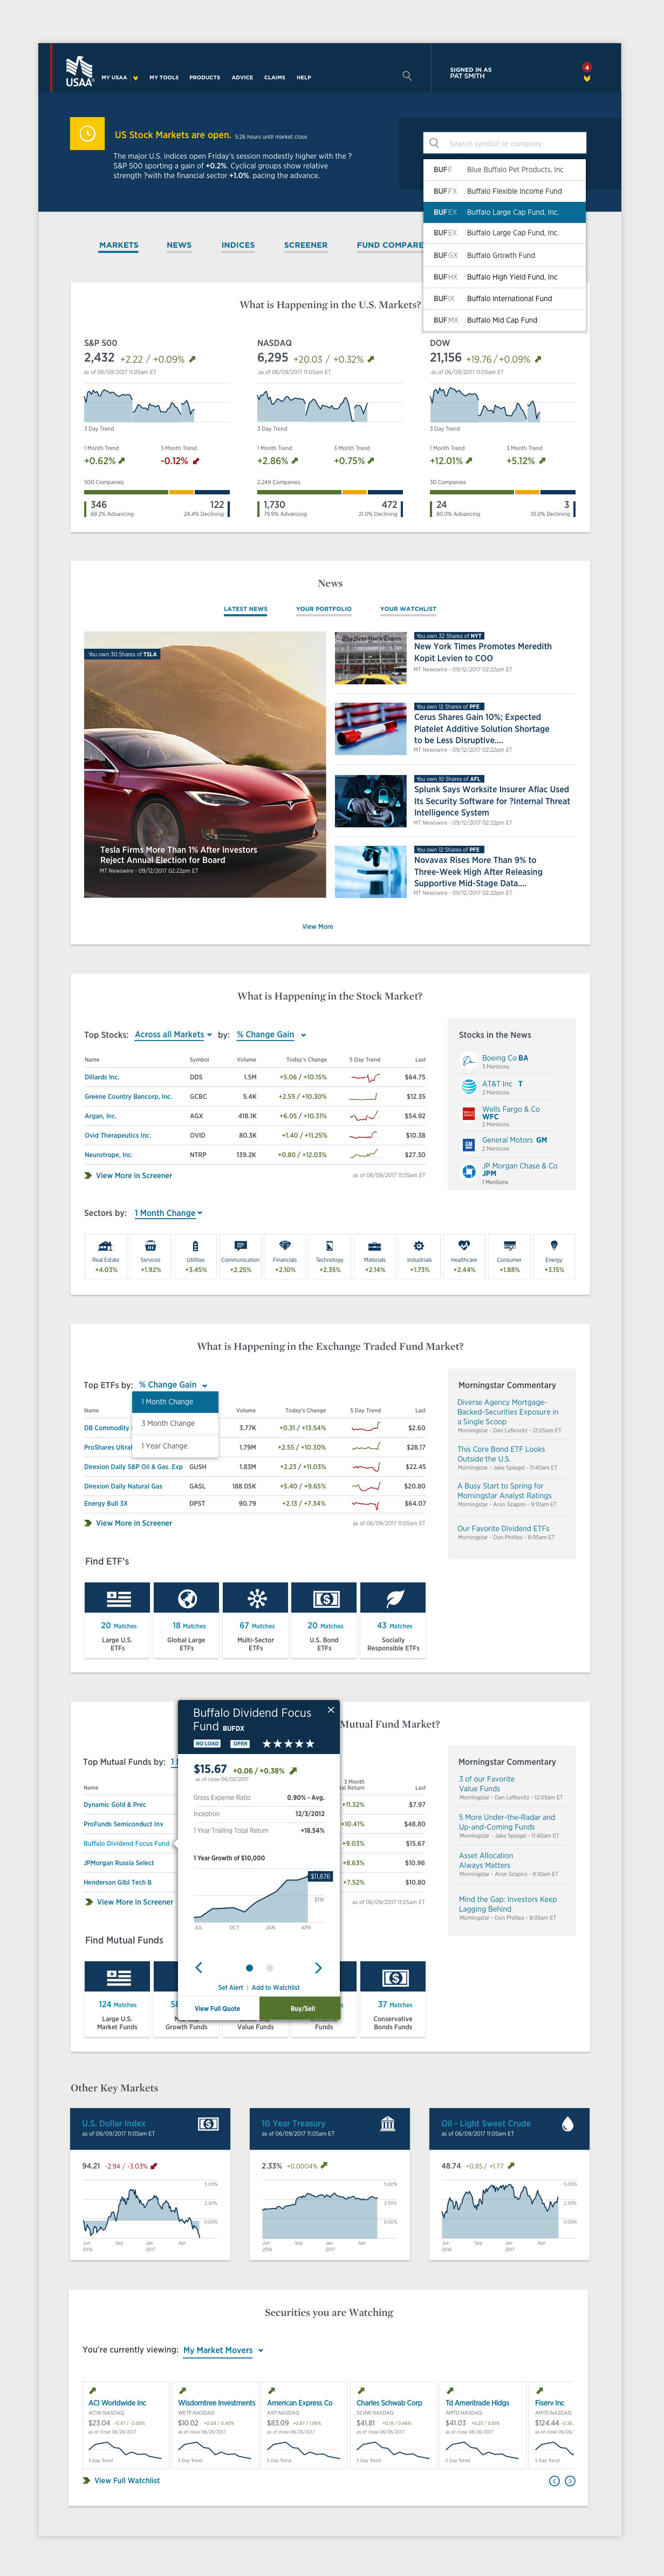 USAA®
MY USAA
MY TOOLS
PRODUCTS
ADVICE
CLAIMS
HELP
SIGNED IN AS
PAT SMITH
4
US Stock Markets are open. 5:26 hours until market close
The major U.S. indices open Friday's session modestly higher with the ?
S&P 500 sporting a gain of +0.2%. Cyclical groups show relative
strength ?with the financial sector +1.0%. pacing the advance.
Search symbol or company
BUFF Blue Buffalo Pet Products, Inc
BUFFX Buffalo Flexible Income Fund
BUFEX Buffalo Large Cap Fund, Inc.
BUFEX Buffalo Large Cap Fund, Inc.
BUFGX Buffalo Growth Fund
BUFHX Buffalo High Yield Fund, Inc
BUFIX Buffalo International Fund
BUFMX Buffalo Mid Cap Fund
MARKETS
NEWS
INDICES
SCREENER
FUND COMPARE
What is Happening in the U.S. Markets?
S&P 500
2,432 +2.22 / +0.09%
as of 06/09/2017 11:05am ET
3 Day Trend
1 Month Trend 3 Month Trend
+0.62% -0.12%
500 Companies
346 122
69.2% Advancing 24.4% Declining
NASDAQ
6,295 +20.03 / +0.32%
as of 06/09/2017 11:05am ET
3 Day Trend
1 Month Trend 3 Month Trend
+2.86% +0.75%
2,249 Companies
1,730 472
79.9% Advancing 21.0% Declining
DOW
21,156 +19.76 /+0.09%
as of 06/09/2017 11:05am ET
3 Day Trend
1 Month Trend 3 Month Trend
+12.01% +5.12%
30 Companies
24 3
80.0% Advancing 10.0% Declining
News
LATEST NEWS
YOUR PORTFOLIO
YOUR WATCHLIST
You own 30 Shares of TSLA
Tesla Firms More Than 1% After Investors
Reject Annual Election for Board
MT Newswire - 09/12/2017 02:22pm ET
The New York Times
You own 32 Shares of NYT
New York Times Promotes Meredith
Kopit Levien to COO
MT Newswire - 09/12/2017 02:22pm ET
You own 12 Shares of PFE
Cerus Shares Gain 10%; Expected
Platelet Additive Solution Shortage
to be Less Disruptive....
MT Newswire - 09/12/2017 02:22pm ET
You own 10 Shares of AFL
Splunk Says Worksite Insurer Aflac Used
Its Security Software for ?Internal Threat
Intelligence System
MT Newswire - 09/12/2017 02:22pm ET
You own 12 Shares of PFE
Novavax Rises More Than 9% to
Three-Week High After Releasing
Supportive Mid-Stage Data....
MT Newswire - 09/12/2017 02:22pm ET
View More
What is Happening in the Stock Market?
Top Stocks: Across all Markets by: % Change Gain
Name Symbol Volume Today's Change 5 Day Trend Last
Dillards Inc. DDS 1.5M +5.06 / +10.15% $64.75
Greene Country Bancorp, Inc. GCBC 5.4K +2.55 / +10.30% $12.35
Argan, Inc. AGX 418.1K +6.05 / +10.31% $54.92
Ovid Therapeutics Inc. OVID 80.3K +1.40 / +11.25% $10.38
Neurotrope, Inc. NTRP 139.2K +0.80 / +12.03% $27.30
View More in Screener
as of 06/09/2017 11:05am ET
Stocks in the News
Boeing Co BA
3 Mentions
AT&T Inc T
2 Mentions
Wells Fargo & Co
WFC
2 Mentions
GM
General Motors GM
2 Mentions
JP Morgan Chase & Co
JPM
1 Mentions
Sectors by: 1 Month Change
Real Estate
+4.03%
Services
+1.92%
Utilities
+3.45%
Communication
+2.25%
Financials
+2.10%
Technology
+2.35%
Materials
+2.14%
Industrials
+1.73%
Healthcare
+2.44%
Consumer
+1.88%
Energy
+3.15%
What is Happening in the Exchange Traded Fund Market?
Top ETFs by: % Change Gain
1 Month Change
3 Month Change
1 Year Change
Name Volume Today's Change 5 Day Trend Last
DB Commodity 3.77K +0.31 / +13.54% $2.60
ProShares Ultra 1.79M +2.55 / +10.30% $28.17
Direxion Daily S&P Oil & Gas. Exp GUSH 1.83M +2.23 / +11.03% $22.45
Direxion Daily Natural Gas GASL 188.05K +5.40 / +9.65% $20.80
Energy Bull 3X DPST 90.79 +2.13 / +7.34% $64.07
View More in Screener
as of 06/09/2017 11:05am ET
Morningstar Commentary
Diverse Agency Mortgage-
Backed-Securities Exposure in
a Single Scoop
Morningstar - Dan Lefkovitz - 12:05am ET
This Core Bond ETF Looks
Outside the U.S.
Morningstar - Jake Spiegel - 11:40am ET
A Busy Start to Spring for
Morningstar Analyst Ratings
Morningstar - Aron Szapiro - 9:10am ET
Our Favorite Dividend ETFs
Morningstar - Don Phillips - 8:05am ET
Find ETF's
20 Matches
Large U.S.
ETFs
18 Matches
Global Large
ETFs
67 Matches
Multi-Sector
ETFs
20 Matches
U.S. Bond
ETFs
43 Matches
Socially
Responsible ETFs
Mutual Fund Market?
Top Mutual Funds by: 1
Name 3 Month Last
Dynamic Gold & Prec +11.32% $7.97
ProFunds Semiconduct Inv +10.41% $48.80
Buffalo Dividend Focus Fund +9.03% $15.67
JPMorgan Russia Select +8.63% $10.96
Henderson Glbl Tech B +7.52% $10.80
View More in Screener
as of 06/09/2017 11:05am ET
Buffalo Dividend Focus
Fund BUFDX
NO LOAD
OPEN
$15.67 +0.06 / +0.38%
as of close 06/02/2017
Gross Expense Ratio 0.90% - Avg.
Inception 12/3/2012
1 Year Trailing Total Return +18.54%
1 Year Growth of $10,000
$11,876
$11K
JUL OCT JAN APR
Set Alert | Add to Watchlist
View Full Quote
Buy/Sell
Morningstar Commentary
3 of our Favorite
Value Funds
Morningstar - Dan Lefkovitz - 12:05am ET
5 More Under-the-Radar and
Up-and-Coming Funds
Morningstar - Jake Spiegel - 11:40am ET
Asset Allocation
Always Matters
Morningstar - Aron Szapiro - 9:10am ET
Mind the Gap: Investors Keep
Lagging Behind
Morningstar - Don Phillips - 8:05am ET
Find Mutual Funds
124 Matches
Large U.S.
Market Funds
Growth Funds
Value Funds
Funds
37 Matches
Conservative
Bonds Funds
Other Key Markets
U.S. Dollar Index
as of 06/09/2017 11:05am ET
94.21 -2.94 / -3.03%
5.00%
2.50%
0.00%
Jun Sep Jan Apr
2016 2017
10 Year Treasury
as of 06/09/2017 11:05am ET
2.33% +0.0004%
5.00%
2.50%
0.00%
Jun Sep Jan Apr
2016 2017
Oil - Light Sweet Crude
as of 06/09/2017 11:05am ET
48.74 +0.85 / +1.77
5.00%
2.50%
0.00%
Jun Sep Jan Apr
2016 2017
Securities you are Watching
You're currently viewing: My Market Movers
ACI Worldwide Inc
ACIW:NASDAQ
$23.04 -0.47 / -2.00%
as of close 06/26/2017
5 Day Trend
Wisdomtree Investments
WETF:NASDAQ
$10.02 +0.04 / 0.40%
as of close 06/26/2017
5 Day Trend
American Express Co
AXP:NASDAQ
$83.09 +0.87 / 1.06%
as of close 06/26/2017
5 Day Trend
Charles Schwab Corp
SCHW:NASDAQ
$41.81 +0.19 / 0.46%
as of close 06/26/2017
5 Day Trend
Td Ameritrade Hldgs
AMTD:NASDAQ
$41.03 +0.25 / 0.61%
as of close 06/26/2017
5 Day Trend
Fiserv Inc
AMTD:NASDAQ
$124.44 -0.36
as of close 06/26/
5 Day Trend
View Full Watchlist